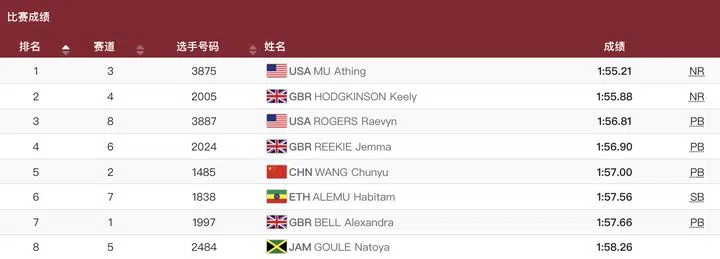 比赛成绩
排名 赛道 选手号码 姓名 成绩
1 3 3875 USA MU Athing 1:55.21 NR
2 4 2005 GBR HODGKINSON Keely 1:55.88 NR
3 8 3887 USA ROGERS Raevyn 1:56.81 PB
4 6 2024 GBR REEKIE Jemma 1:56.90 PB
5 2 1485 CHN WANG Chunyu 1:57.00 PB
6 7 1838 ETH ALEMU Habitam 1:57.56 SB
7 1 1997 GBR BELL Alexandra 1:57.66 PB
8 5 2484 JAM GOULE Natoya 1:58.26